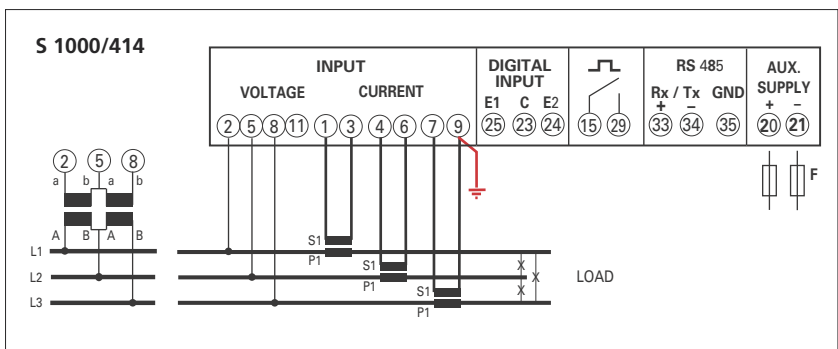 S 1000/414
INPUT
VOLTAGE CURRENT
DIGITAL
INPUT
E1 C E2
RS 485
Rx / Tx GND
+ −
AUX.
SUPPLY
+ −
2 5 8 11 1 3 4 6 7 9 25 23 24 15 29 33 34 35 20 21
F
2 5 8
a b a b
A B A B
L1
L2
L3
S1
P1
S1
P1
S1
P1
X
X
X
LOAD